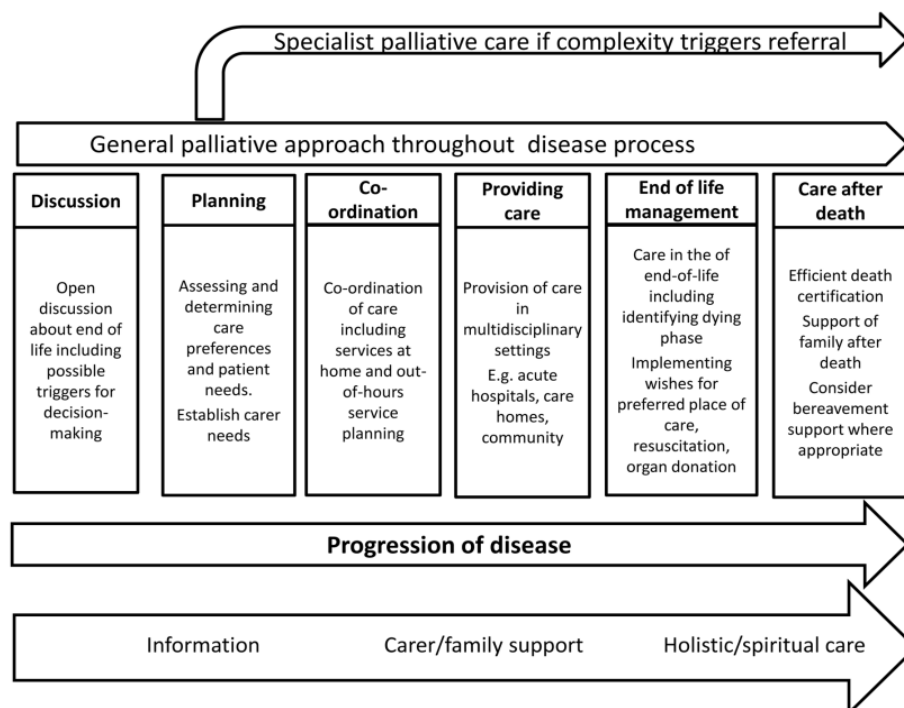 Specialist palliative care if complexity triggers referral
General palliative approach throughout disease process
Discussion
Open
discussion
about end of
life including
possible
triggers for
decision-
making
Planning
Assessing and
determining
care
preferences
and patient
needs.
Establish carer
needs
Co-
ordination
Co-ordination
of care
including
services at
home and out-
of-hours
service
planning
Providing
care
Provision of care
in
multidisciplinary
settings
E.g. acute
hospitals, care
homes,
community
End of life
management
Care in the of
end-of-life
including
identifying dying
phase
Implementing
wishes for
preferred place of
care,
resuscitation,
organ donation
Care after
death
Efficient death
certification
Support of
family after
death
Consider
bereavement
support where
appropriate
Progression of disease
Information Carer/family support Holistic/spiritual care